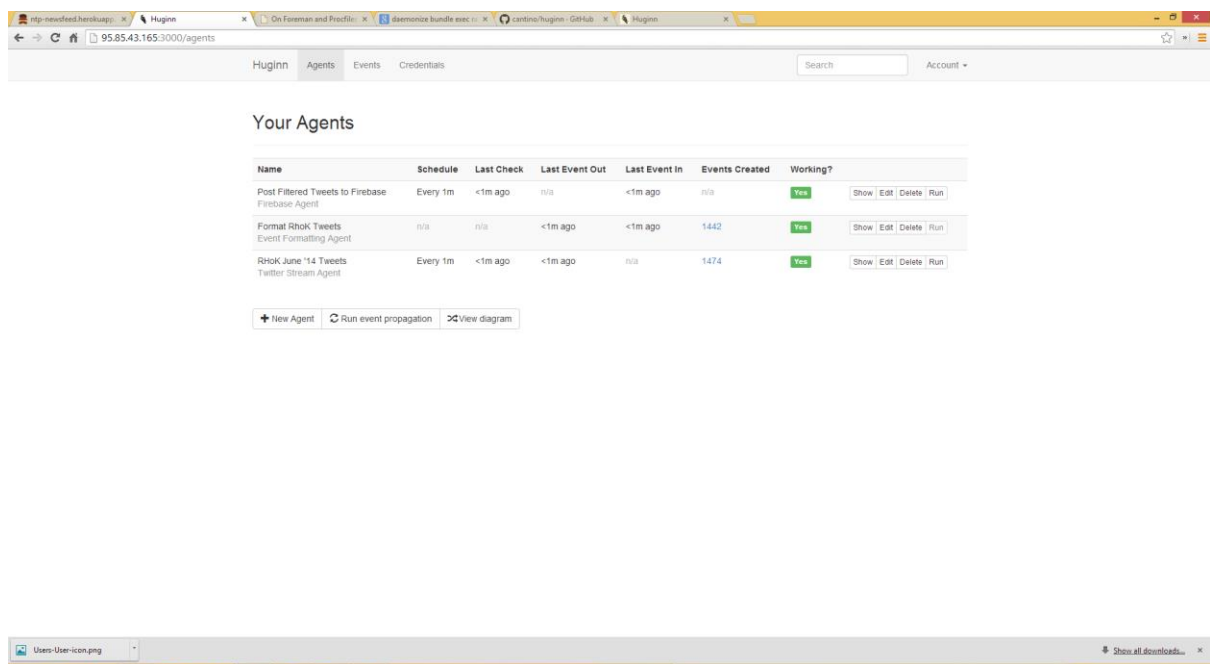 ntp-newsfeed.herokuapp. Huginn On Foreman and Procfiles daemonize bundle exec cantino/huginn · GitHub Huginn
95.85.43.165:3000/agents
Huginn Agents Events Credentials Search Account
Your Agents
Name Schedule Last Check Last Event Out Last Event In Events Created Working?
Post Filtered Tweets to Firebase Every 1m <1m ago n/a <1m ago n/a Yes Show Edit Delete Run
Firebase Agent
Format RhoK Tweets n/a n/a <1m ago <1m ago 1442 Yes Show Edit Delete Run
Event Formatting Agent
RHoK June '14 Tweets Every 1m <1m ago <1m ago n/a 1474 Yes Show Edit Delete Run
Twitter Stream Agent
New Agent Run event propagation View diagram
Users-User-icon.png Show all downloads...